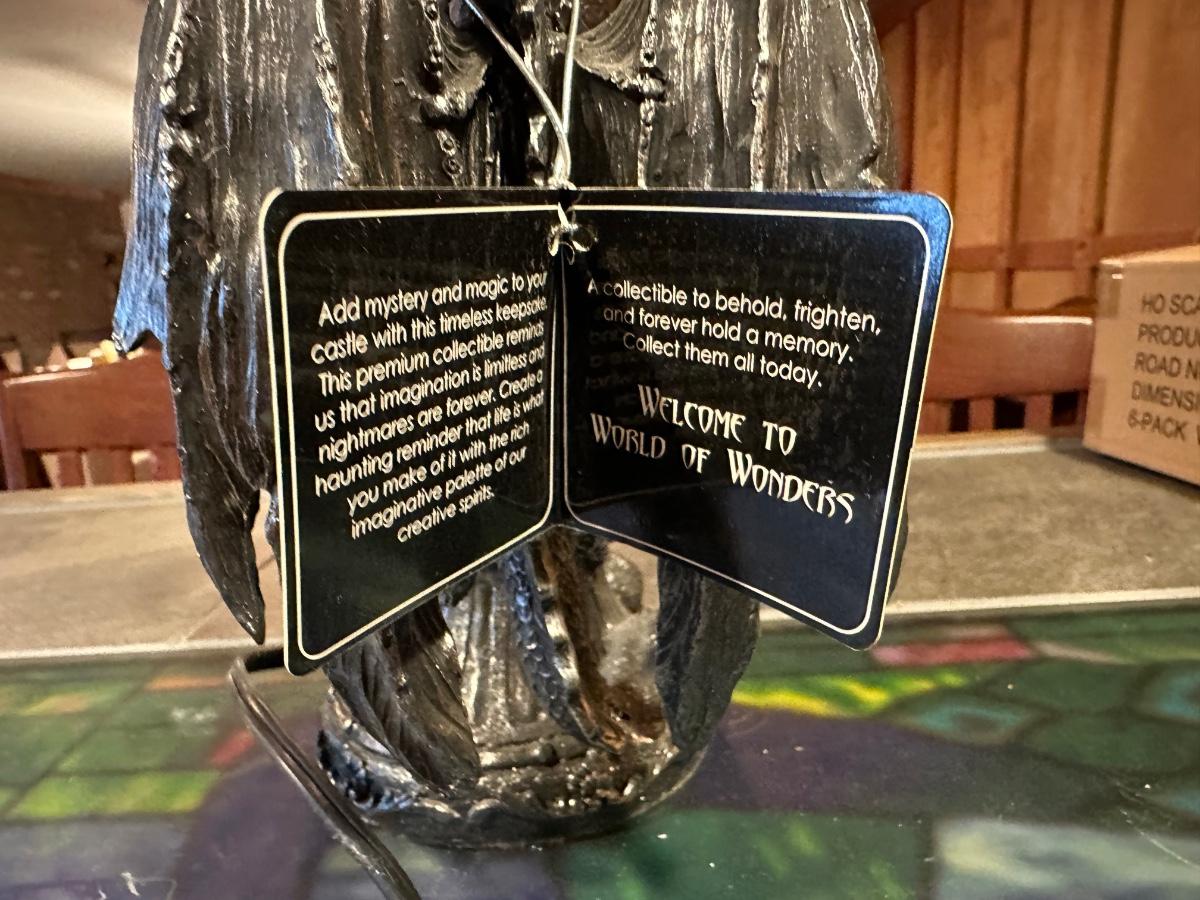 Add mystery and magic to your
castle with this timeless keepsake.
This premium collectible reminds
us that imagination is limitless and
nightmares are forever. Create a
haunting reminder that life is what
you make of it with the rich
imaginative palette of our
creative spirits.
A collectible to behold, frighten,
and forever hold a memory.
Collect them all today.
WELCOME TO
WORLD OF WONDERS
HO SC
PRODU
ROAD N
DIMENS
6-PACK